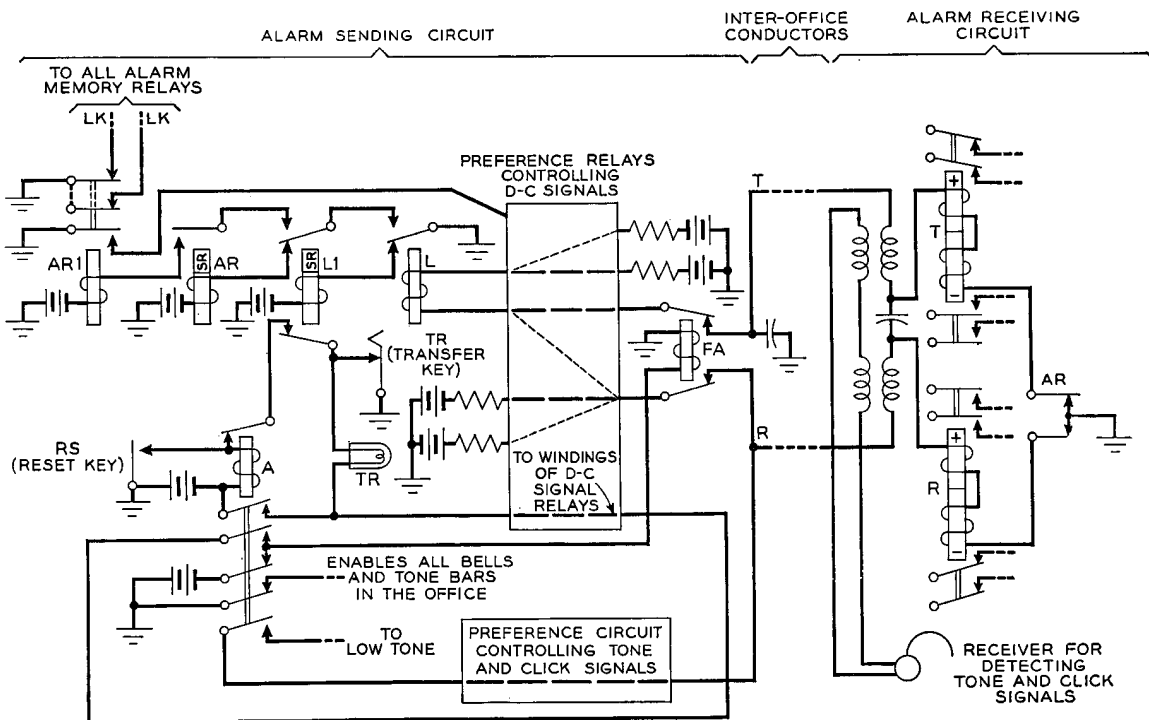 ALARM SENDING CIRCUIT
INTER-OFFICE
CONDUCTORS
ALARM RECEIVING
CIRCUIT
TO ALL ALARM
MEMORY RELAYS
LK
LK
PREFERENCE RELAYS
CONTROLLING
D-C SIGNALS
T
+
T
-
AR1
SR
AR
SR
L1
L
FA
TR
(TRANSFER
KEY)
AR
RS
(RESET KEY)
A
TR
TO WINDINGS
OF D-C
SIGNAL
RELAYS
R
+
R
-
ENABLES ALL BELLS
AND TONE BARS
IN THE OFFICE
TO
LOW TONE
PREFERENCE CIRCUIT
CONTROLLING TONE
AND CLICK SIGNALS
RECEIVER FOR
DETECTING
TONE AND CLICK
SIGNALS